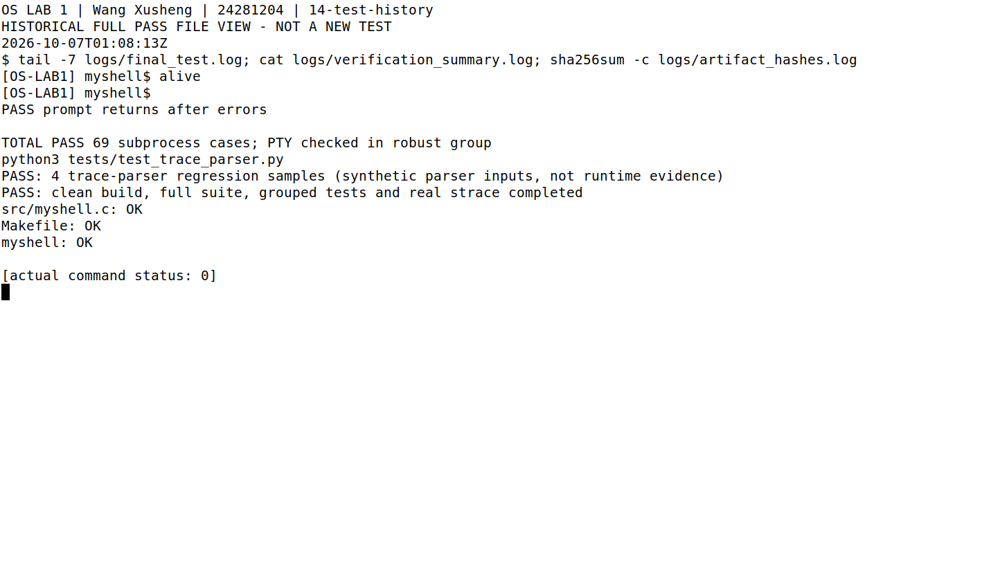 OS LAB 1 | Wang Xusheng | 24281204 | 14-test-history
HISTORICAL FULL PASS FILE VIEW - NOT A NEW TEST
2026-10-07T01:08:13Z
$ tail -7 logs/final_test.log; cat logs/verification_summary.log; sha256sum -c logs/artifact_hashes.log
[OS-LAB1] myshell$ alive
[OS-LAB1] myshell$
PASS prompt returns after errors
TOTAL PASS 69 subprocess cases; PTY checked in robust group
python3 tests/test_trace_parser.py
PASS: 4 trace-parser regression samples (synthetic parser inputs, not runtime evidence)
PASS: clean build, full suite, grouped tests and real strace completed
src/myshell.c: OK
Makefile: OK
myshell: OK
[actual command status: 0]